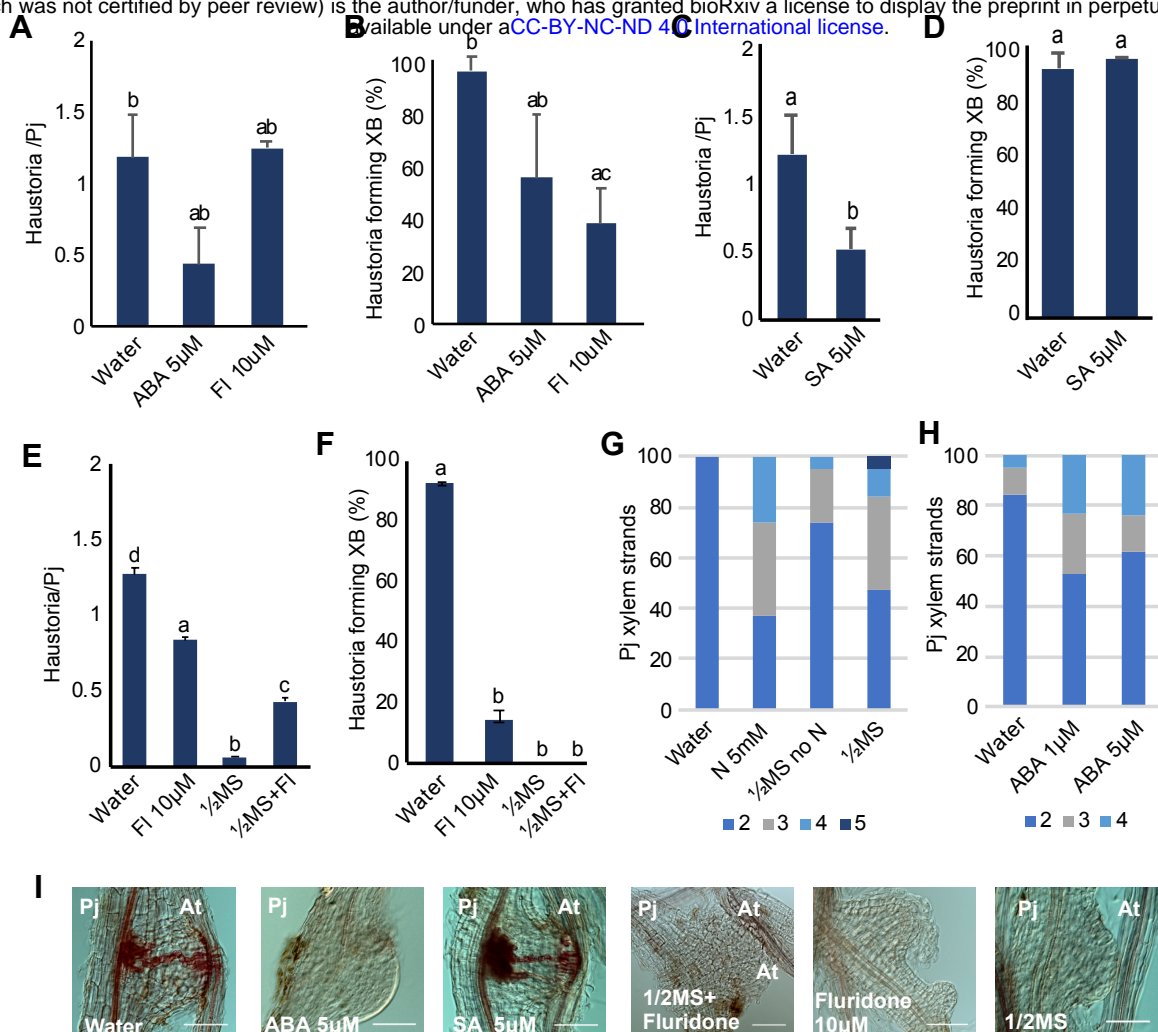 ch was not certified by peer review) is the author/funder, who has granted bioRxiv a license to display the preprint in perpetu
available under aCC-BY-NC-ND 4.0 International license.
A
2
1.5
1
0.5
0
Haustoria /Pj
b
ab
ab
Water
ABA 5µM
Fl 10uM
B
100
80
60
40
20
0
Haustoria forming XB (%)
b
ab
ac
Water
ABA 5µM
Fl 10uM
C
2
1.5
1
0.5
0
Haustoria /Pj
a
b
Water
SA 5µM
D
100
80
60
40
20
0
Haustoria forming XB (%)
a
a
Water
SA 5µM
E
2
1.5
1
0.5
0
Haustoria/Pj
d
a
b
c
Water
Fl 10µM
½MS
½MS+Fl
F
100
80
60
40
20
0
Haustoria forming XB (%)
a
b
b
b
Water
Fl 10µM
½MS
½MS+Fl
G
100
80
60
40
20
0
Pj xylem strands
Water
N 5mM
½MS no N
½MS
2 3 4 5
H
100
80
60
40
20
0
Pj xylem strands
Water
ABA 1µM
ABA 5µM
2 3 4
I
Pj At
Water
Pj
ABA 5uM
Pj At
SA 5uM
Pj At
At
1/2MS+
Fluridone
Fluridone
10µM
Pj At
1/2MS